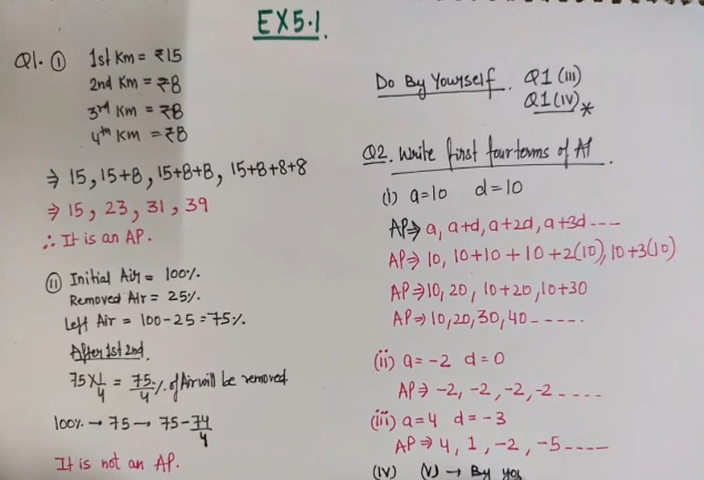 EX 5.1.
Q1. (i) 1st Km = ₹15
2nd Km = ₹8
3rd Km = ₹8
4th Km = ₹8
⇒ 15, 15+8, 15+8+8, 15+8+8+8
⇒ 15, 23, 31, 39
∴ It is an AP.
(ii) Initial Air = 100%.
Removed Air = 25%.
Left Air = 100-25 = 75%.
After 1st 2nd.
75×1/4 = 75/4 % of Air will be removed.
100% → 75 → 75-74/4
It is not an AP.
Do By Yourself. Q1 (iii)
Q1 (iv) *
Q2. Write first four terms of AP.
(i) a=10 d=10
AP⇒ a, a+d, a+2d, a+3d ---
AP⇒ 10, 10+10 + 10+2(10), 10+3(10)
AP⇒ 10, 20, 10+20, 10+30
AP⇒ 10, 20, 30, 40 -----.
(ii) a=-2 d=0
AP⇒ -2, -2, -2, -2 ----
(iii) a=4 d=-3
AP⇒ 4, 1, -2, -5 ----
(iv) (v) → By